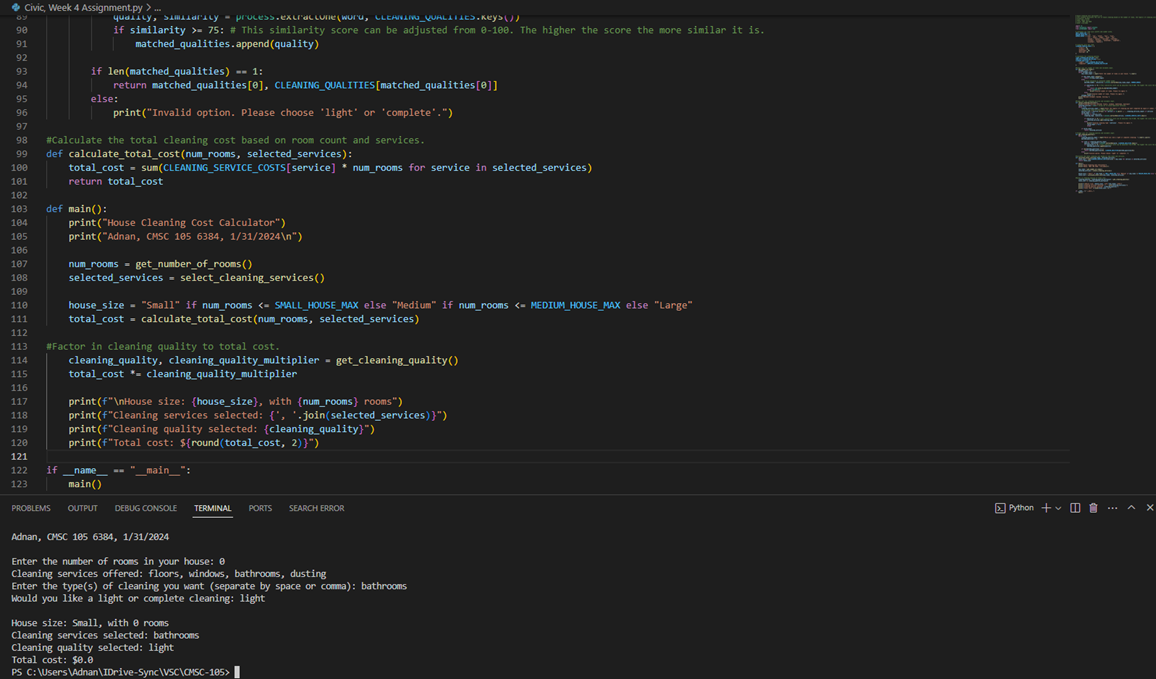 Civic, Week 4 Assignment.py > ...
89 quality, similarity = process.extractOne(word, CLEANING_QUALITIES.keys())
90 if similarity >= 75: # This similarity score can be adjusted from 0-100. The higher the score the more similar it is.
91 matched_qualities.append(quality)
92
93 if len(matched_qualities) == 1:
94 return matched_qualities[0], CLEANING_QUALITIES[matched_qualities[0]]
95 else:
96 print("Invalid option. Please choose 'light' or 'complete'.")
97
98 #Calculate the total cleaning cost based on room count and services.
99 def calculate_total_cost(num_rooms, selected_services):
100 total_cost = sum(CLEANING_SERVICE_COSTS[service] * num_rooms for service in selected_services)
101 return total_cost
102
103 def main():
104 print("House Cleaning Cost Calculator")
105 print("Adnan, CMSC 105 6384, 1/31/2024\n")
106
107 num_rooms = get_number_of_rooms()
108 selected_services = select_cleaning_services()
109
110 house_size = "Small" if num_rooms <= SMALL_HOUSE_MAX else "Medium" if num_rooms <= MEDIUM_HOUSE_MAX else "Large"
111 total_cost = calculate_total_cost(num_rooms, selected_services)
112
113 #Factor in cleaning quality to total cost.
114 cleaning_quality, cleaning_quality_multiplier = get_cleaning_quality()
115 total_cost *= cleaning_quality_multiplier
116
117 print(f"\nHouse size: {house_size}, with {num_rooms} rooms")
118 print(f"Cleaning services selected: {', '.join(selected_services)}")
119 print(f"Cleaning quality selected: {cleaning_quality}")
120 print(f"Total cost: ${round(total_cost, 2)}")
121
122 if __name__ == "__main__":
123 main()
PROBLEMS OUTPUT DEBUG CONSOLE TERMINAL PORTS SEARCH ERROR Python
Adnan, CMSC 105 6384, 1/31/2024
Enter the number of rooms in your house: 0
Cleaning services offered: floors, windows, bathrooms, dusting
Enter the type(s) of cleaning you want (separate by space or comma): bathrooms
Would you like a light or complete cleaning: light
House size: Small, with 0 rooms
Cleaning services selected: bathrooms
Cleaning quality selected: light
Total cost: $0.0
PS C:\Users\Adnan\IDrive-Sync\VSC\CMSC-105>